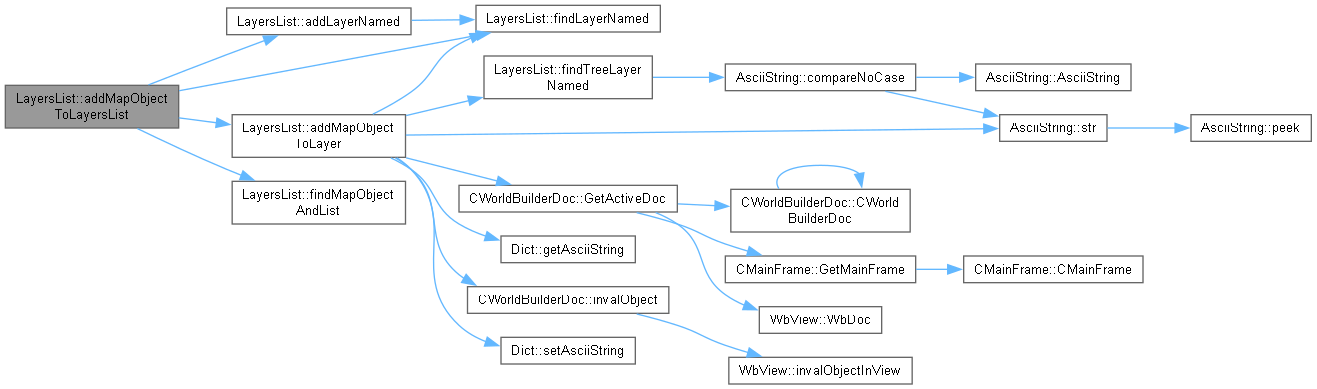 LayersList::addMapObject
ToLayersList
LayersList::addLayerNamed
LayersList::findLayerNamed
LayersList::addMapObject
ToLayer
LayersList::findMapObject
AndList
LayersList::findTreeLayer
Named
AsciiString::compareNoCase
AsciiString::AsciiString
AsciiString::str
AsciiString::peek
CWorldBuilderDoc::GetActiveDoc
CWorldBuilderDoc::CWorld
BuilderDoc
Dict::getAsciiString
CMainFrame::GetMainFrame
CMainFrame::CMainFrame
CWorldBuilderDoc::invalObject
WbView::WbDoc
Dict::setAsciiString
WbView::invalObjectInView